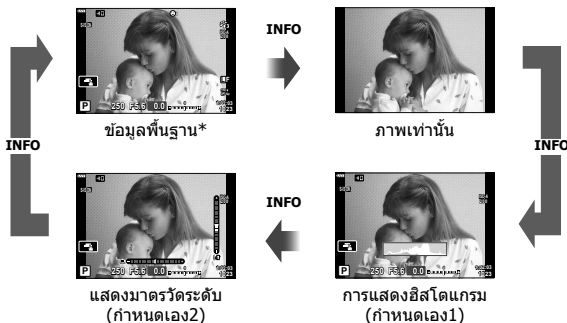 INFO
ข้อมูลพื้นฐาน*
ภาพเท่านั้น
INFO
INFO
P 250 F5.6 0.0
1023
INFO
แสดงมาตรวัดระดับ
(กำหนดเอง2)
การแสดงฮิสโตแกรม
(กำหนดเอง1)
P 250 F5.6 0.0
1023
P 250 F5.6 0.0
1023